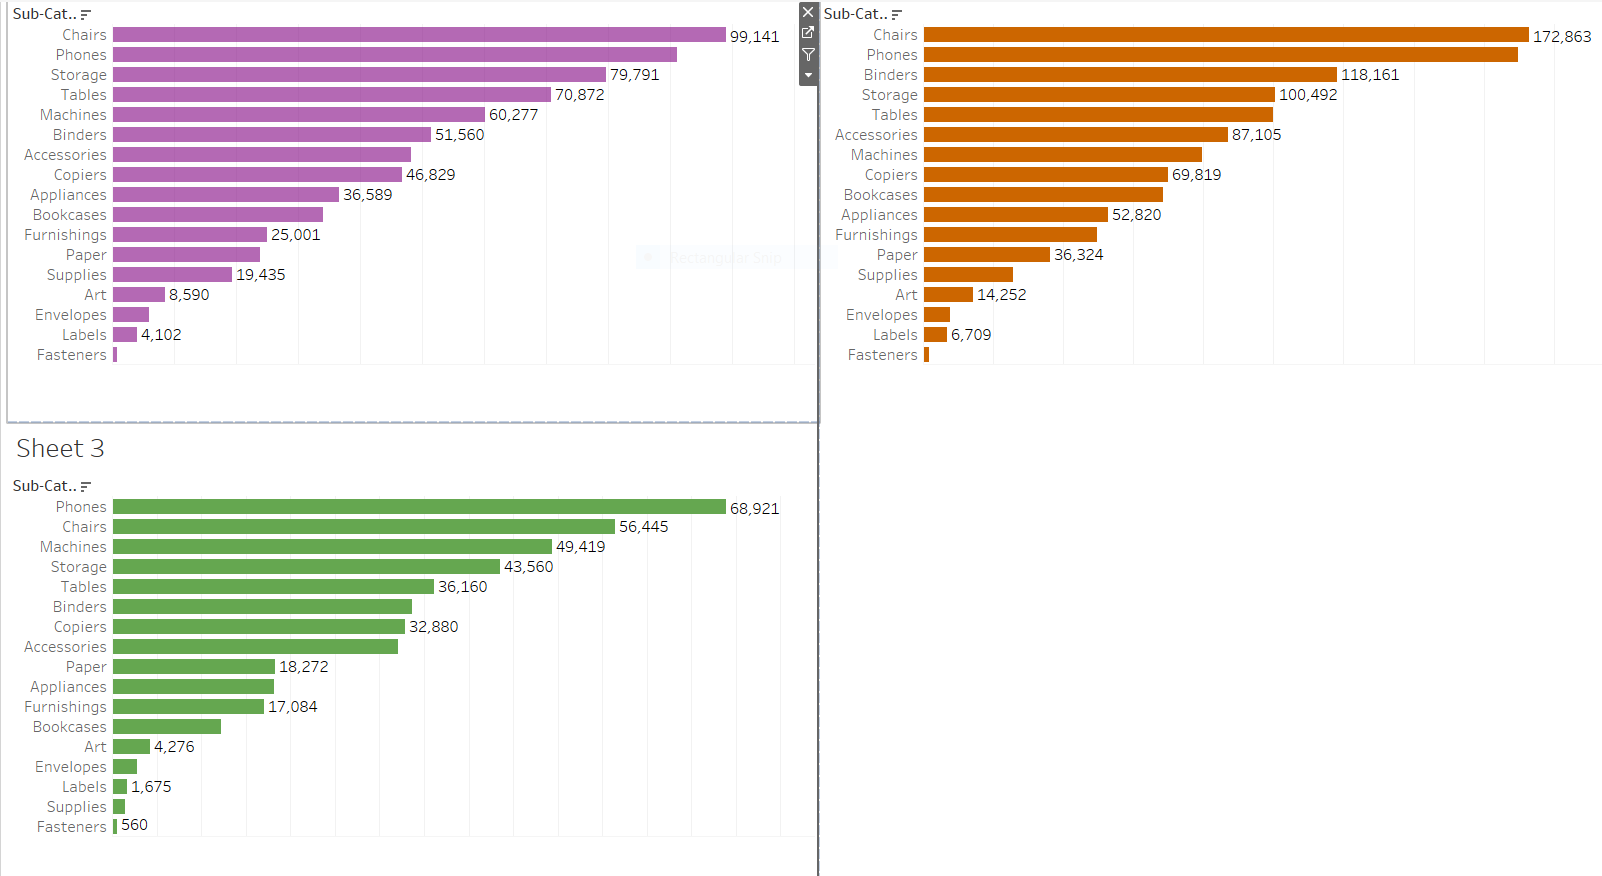 Sub-Cat..
Chairs 99,141
Phones
Storage 79,791
Tables 70,872
Machines 60,277
Binders 51,560
Accessories
Copiers 46,829
Appliances 36,589
Bookcases
Furnishings 25,001
Paper
Supplies 19,435
Art 8,590
Envelopes
Labels 4,102
Fasteners
Rectangular Snip
Sub-Cat..
Chairs 172,863
Phones
Binders 118,161
Storage 100,492
Tables
Accessories 87,105
Machines
Copiers 69,819
Bookcases
Appliances 52,820
Furnishings
Paper 36,324
Supplies
Art 14,252
Envelopes
Labels 6,709
Fasteners
Sheet 3
Sub-Cat..
Phones 68,921
Chairs 56,445
Machines 49,419
Storage 43,560
Tables 36,160
Binders
Copiers 32,880
Accessories
Paper 18,272
Appliances
Furnishings 17,084
Bookcases
Art 4,276
Envelopes
Labels 1,675
Supplies
Fasteners 560